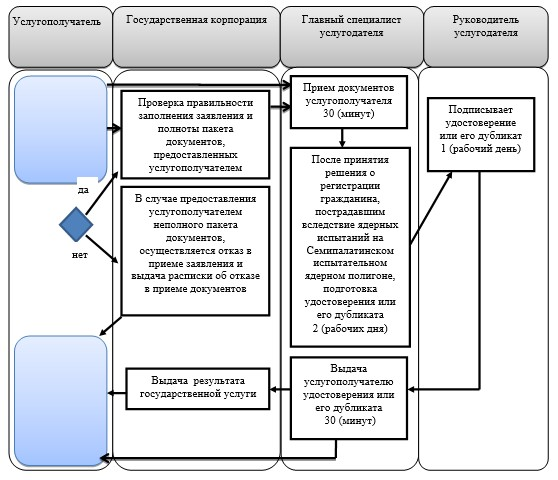 Услугополучатель
Государственная корпорация
Главный специалист
услугодателя
Руководитель
услугодателя
Проверка правильности
заполнения заявления и
полноты пакета
документов,
предоставленных
услугополучателем
Прием документов
услугополучателя
30 (минут)
Подписывает
удостоверение
или его дубликат
1 (рабочий день)
да
нет
В случае предоставления
услугополучателем
неполного пакета
документов,
осуществляется отказ в
приеме заявления и
выдача расписки об отказе
в приеме документов
После принятия
решения о
регистрации
гражданина,
пострадавшим
вследствие ядерных
испытаний на
Семипалатинском
испытательном
ядерном полигоне,
подготовка
удостоверения или
его дубликата
2 (рабочих дня)
Выдача результата
государственной услуги
Выдача
услугополучателю
удостоверения или
его дубликата
30 (минут)